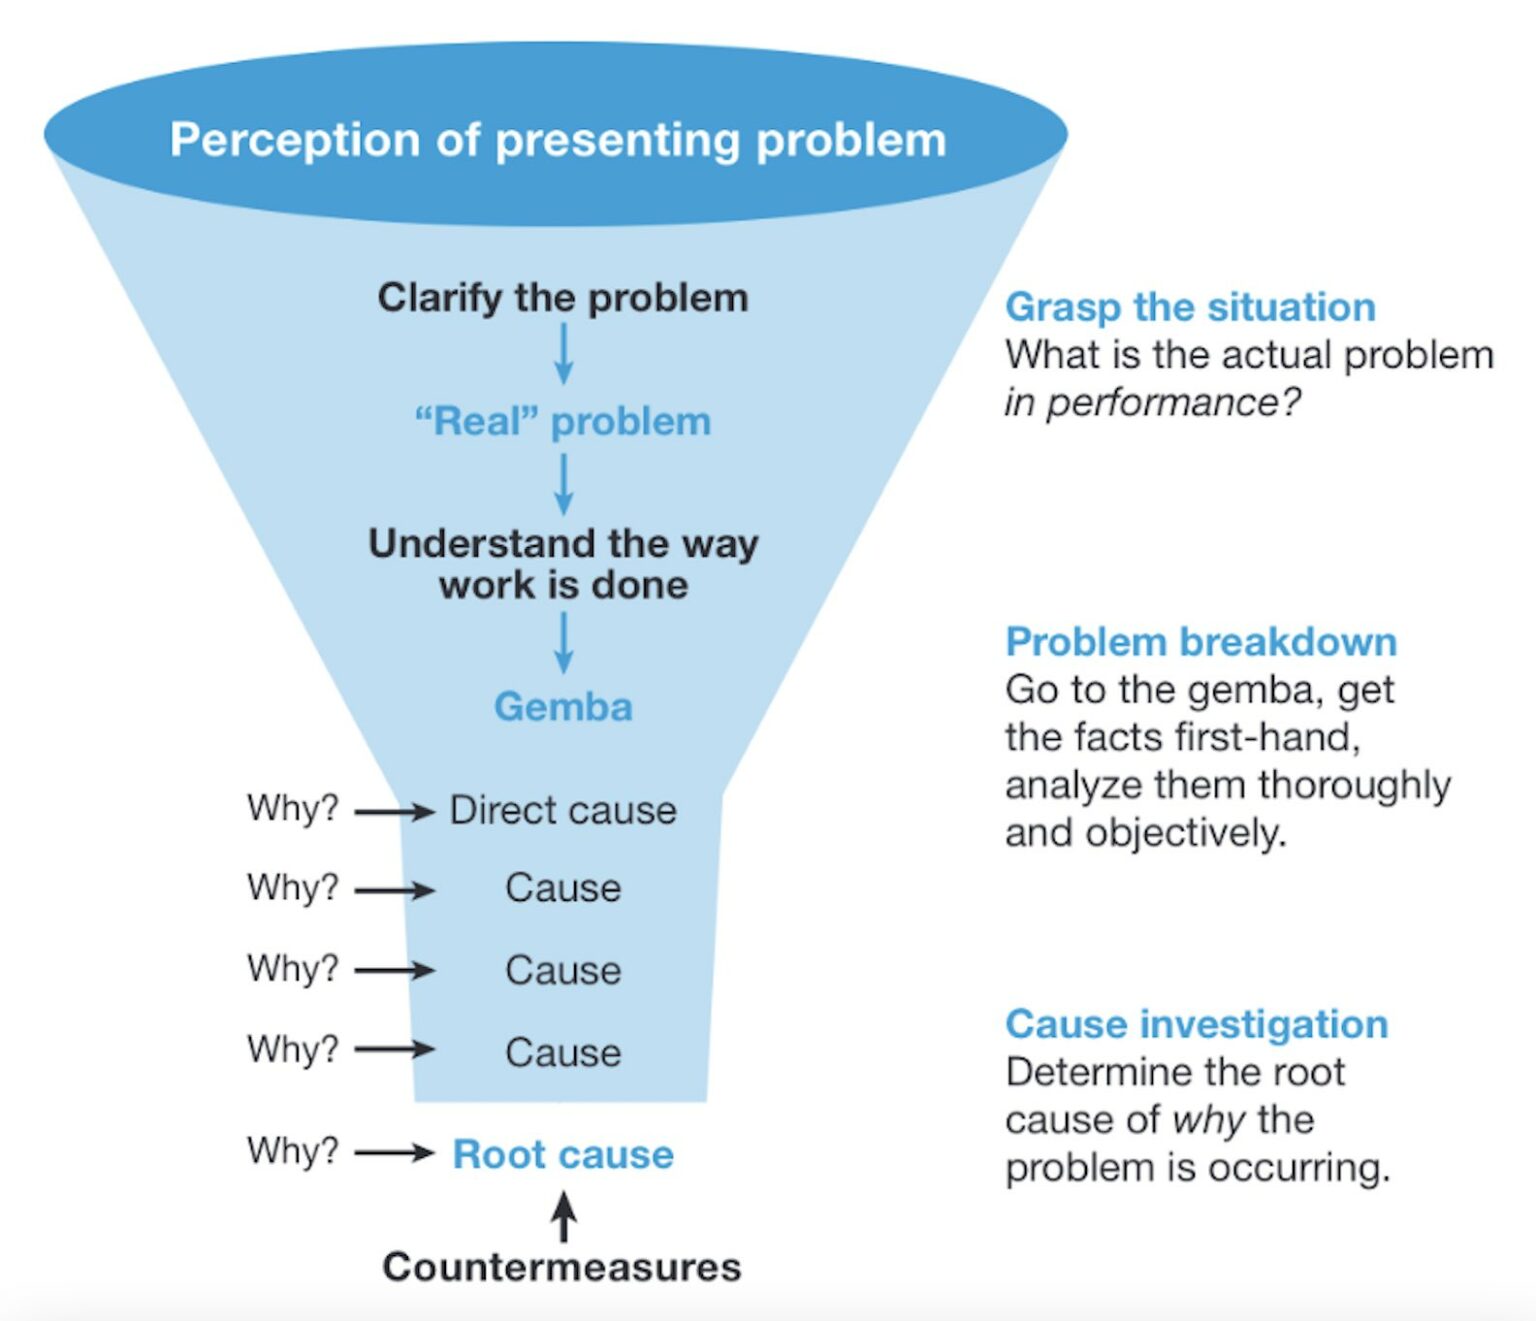 Perception of presenting problem
Clarify the problem
“Real” problem
Understand the way
work is done
Gemba
Why? Direct cause
Why? Cause
Why? Cause
Why? Cause
Why? Root cause
Countermeasures
Grasp the situation
What is the actual problem
in performance?
Problem breakdown
Go to the gemba, get
the facts first-hand,
analyze them thoroughly
and objectively.
Cause investigation
Determine the root
cause of why the
problem is occurring.